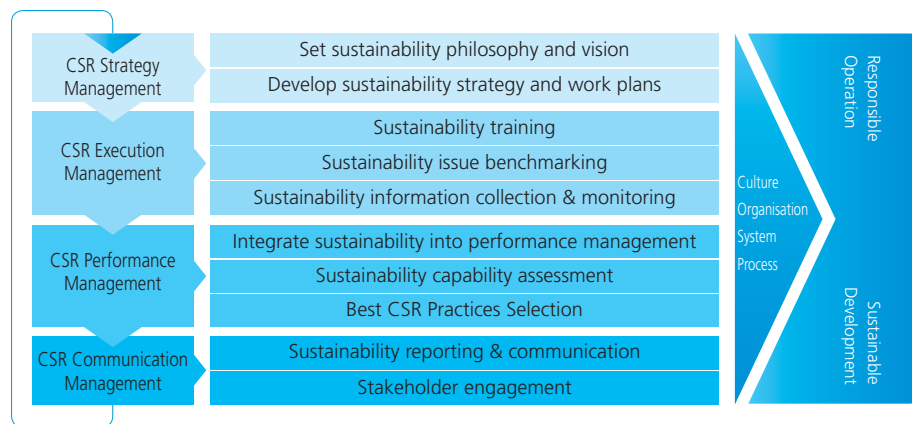 CSR Strategy
Management
Set sustainability philosophy and vision
Develop sustainability strategy and work plans
CSR Execution
Management
Sustainability training
Sustainability issue benchmarking
Sustainability information collection & monitoring
CSR Performance
Management
Integrate sustainability into performance management
Sustainability capability assessment
Best CSR Practices Selection
CSR Communication
Management
Sustainability reporting & communication
Stakeholder engagement
Culture
Organisation
System
Process
Responsible
Operation
Sustainable
Development